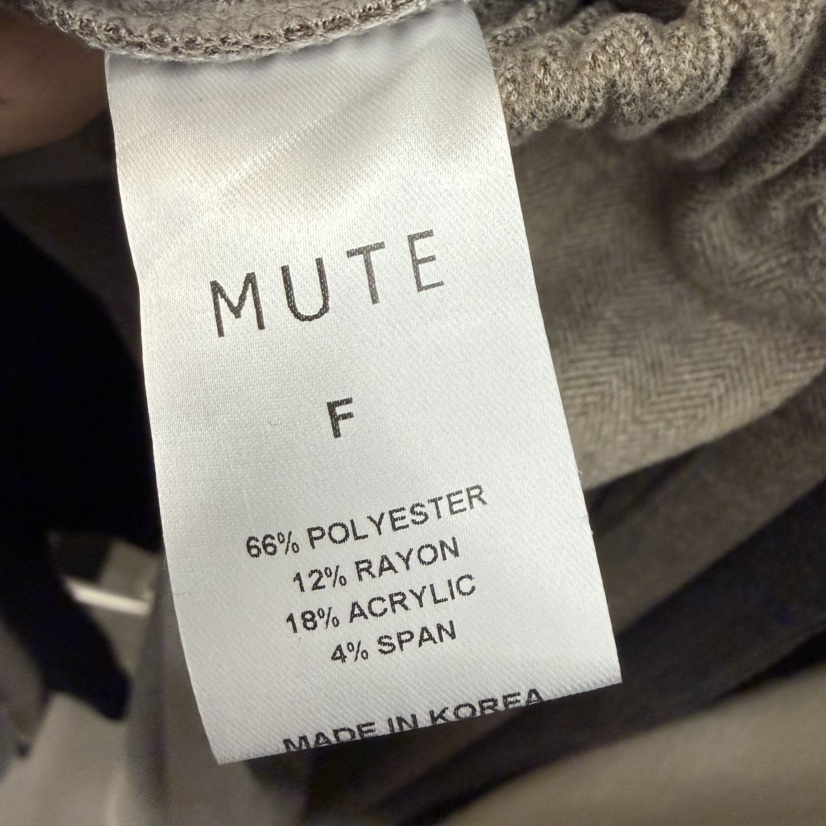 MUTE
F
66% POLYESTER
12% RAYON
18% ACRYLIC
4% SPAN
MADE IN KOREA